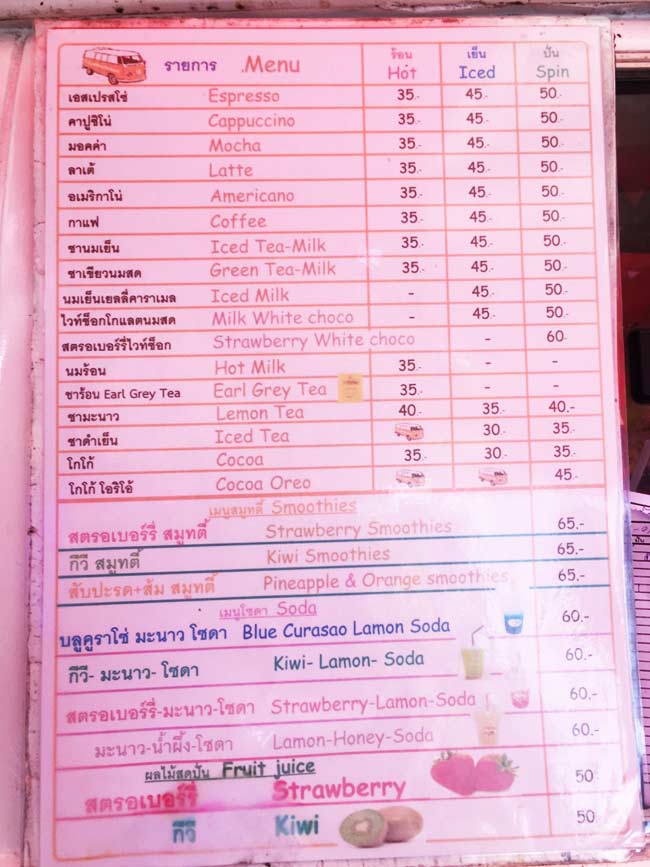 รายการ .Menu ร้อน Hot เย็น Iced ปั่น Spin
เอสเปรสโซ่ Espresso 35.- 45.- 50.-
คาปูชิโน่ Cappuccino 35.- 45.- 50.-
มอคค่า Mocha 35.- 45.- 50.-
ลาเต้ Latte 35.- 45.- 50.-
อเมริกาโน่ Americano 35.- 45.- 50.-
กาแฟ Coffee 35.- 45.- 50.-
ชานมเย็น Iced Tea-Milk 35.- 45.- 50.-
ชาเขียวนมสด Green Tea-Milk 35.- 45.- 50.-
นมเย็นเยลลี่คาราเมล Iced Milk - 45.- 50.-
ไวท์ช็อกโกแลตนมสด Milk White choco - 45.- 50.-
สตรอเบอร์รี่ไวท์ช็อก Strawberry White choco - 60.-
นมร้อน Hot Milk 35.- - -
ชาร้อน Earl Grey Tea Earl Grey Tea 35.- - -
ชามะนาว Lemon Tea 40.- 35.- 40.-
ชาดำเย็น Iced Tea 30.- 35.-
โกโก้ Cocoa 35.- 30.- 35.-
โกโก้ โอริโอ้ Cocoa Oreo 45.-
เมนูสมูทตี้ Smoothies
สตรอเบอร์รี่ สมูทตี้ Strawberry Smoothies 65.-
กีวี สมูทตี้ Kiwi Smoothies 65.-
สับปะรด+ส้ม สมูทตี้ Pineapple & Orange smoothies 65.-
เมนูโซดา Soda
บลูคูราโซ่ มะนาว โซดา Blue Curasao Lamon Soda 60.-
กีวี- มะนาว- โซดา Kiwi- Lamon- Soda 60.-
สตรอเบอร์รี่-มะนาว-โซดา Strawberry-Lamon-Soda 60.-
มะนาว-น้ำผึ้ง-โซดา Lamon-Honey-Soda 60.-
ผลไม้สดปั่น Fruit juice
สตรอเบอร์รี่ Strawberry 50
กีวี Kiwi 50